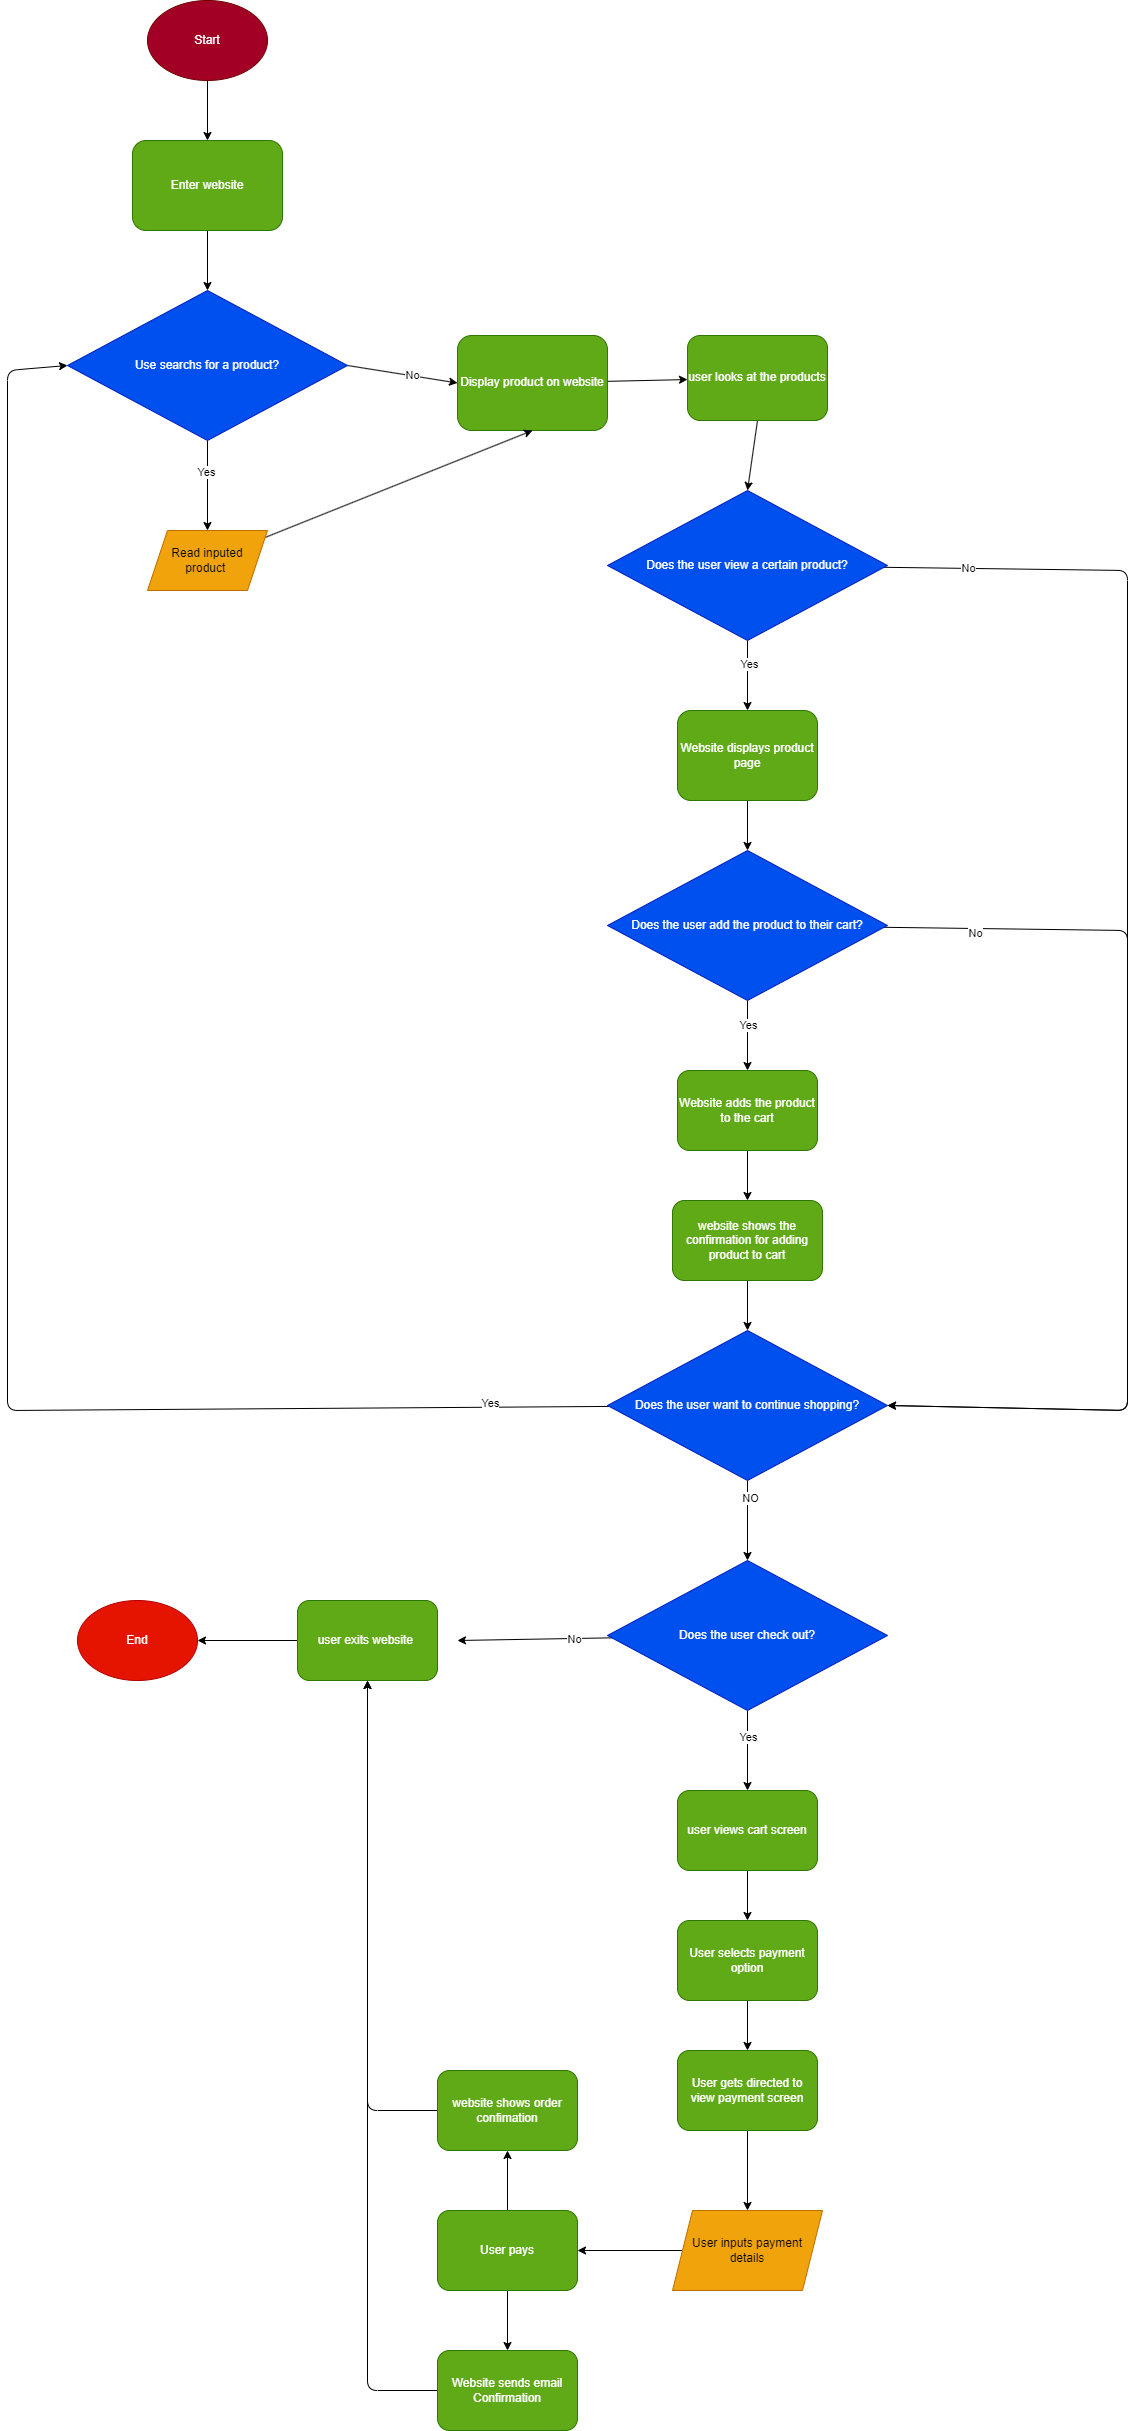 Start
Enter website
Use searchs for a product?
No
Display product on website
user looks at the products
Yes
Read inputed
product
Does the user view a certain product?
No
Yes
Website displays product
page
Does the user add the product to their cart?
No
Yes
Website adds the product
to the cart
website shows the
confirmation for adding
product to cart
Does the user want to continue shopping?
Yes
NO
Does the user check out?
No
user exits website
End
Yes
user views cart screen
User selects payment
option
User gets directed to
view payment screen
User inputs payment
details
User pays
website shows order
confimation
Website sends email
Confirmation